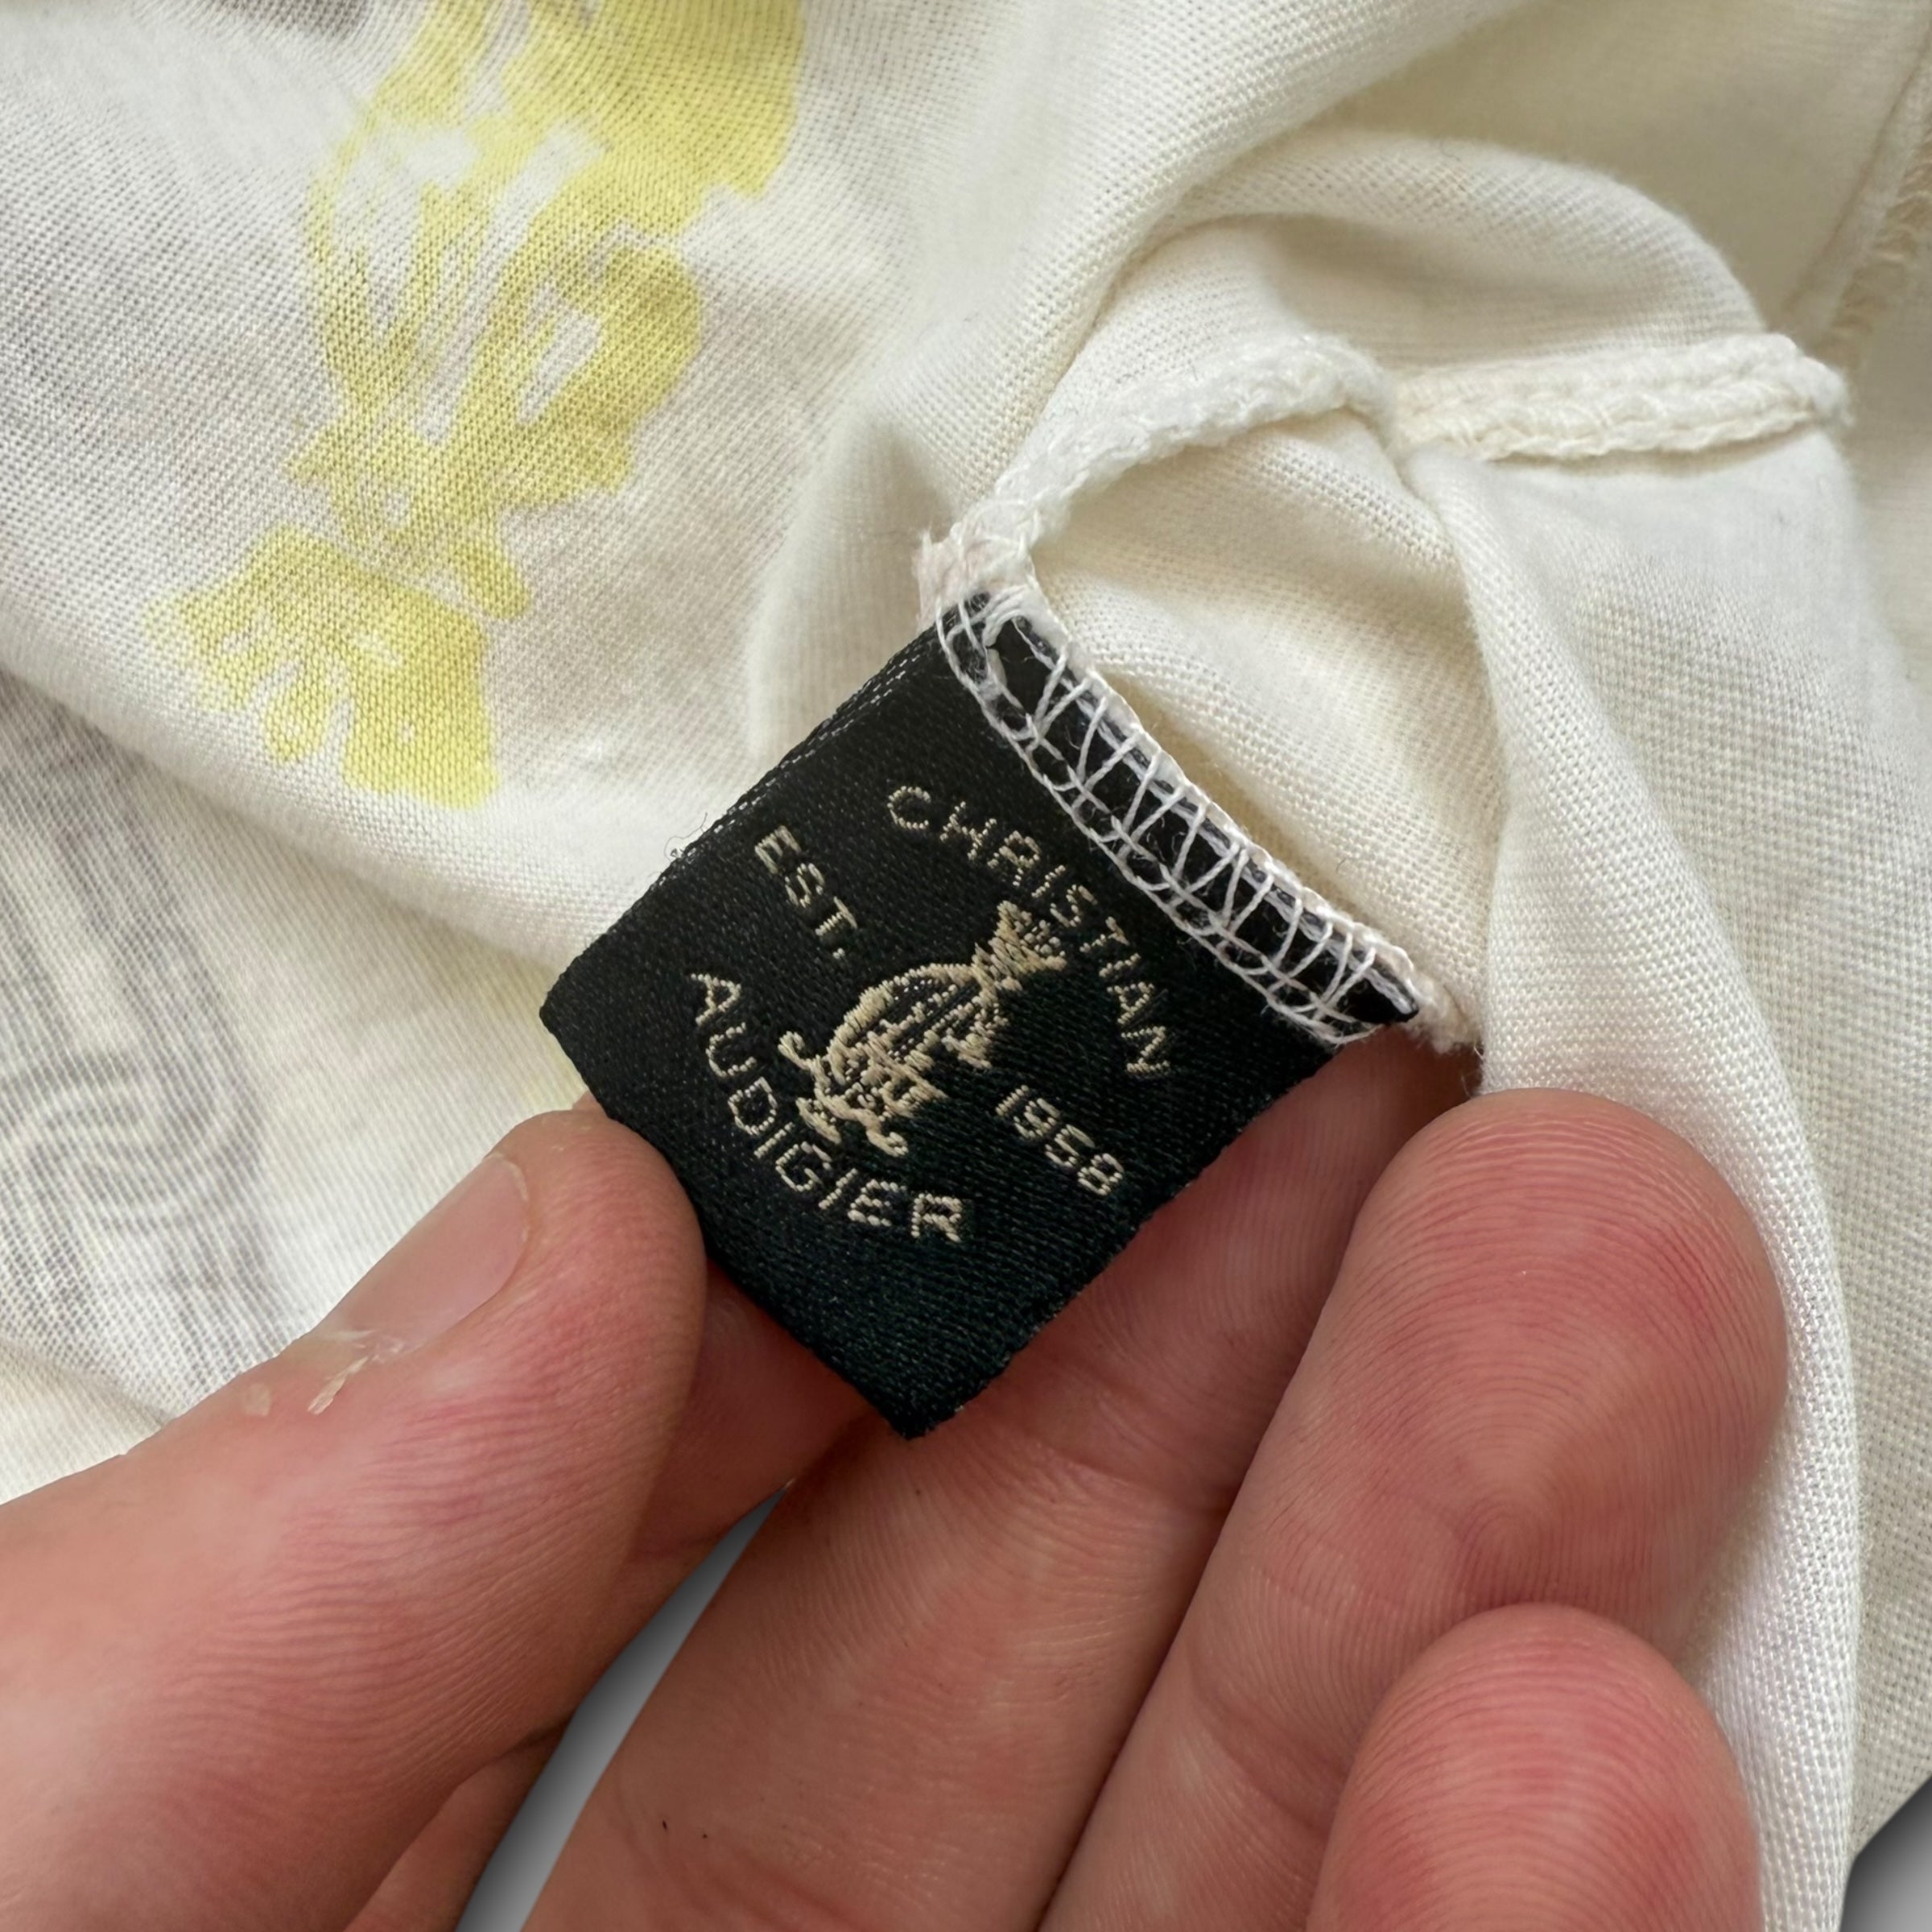 CHRISTIAN
EST. 1958
AUDIGIER